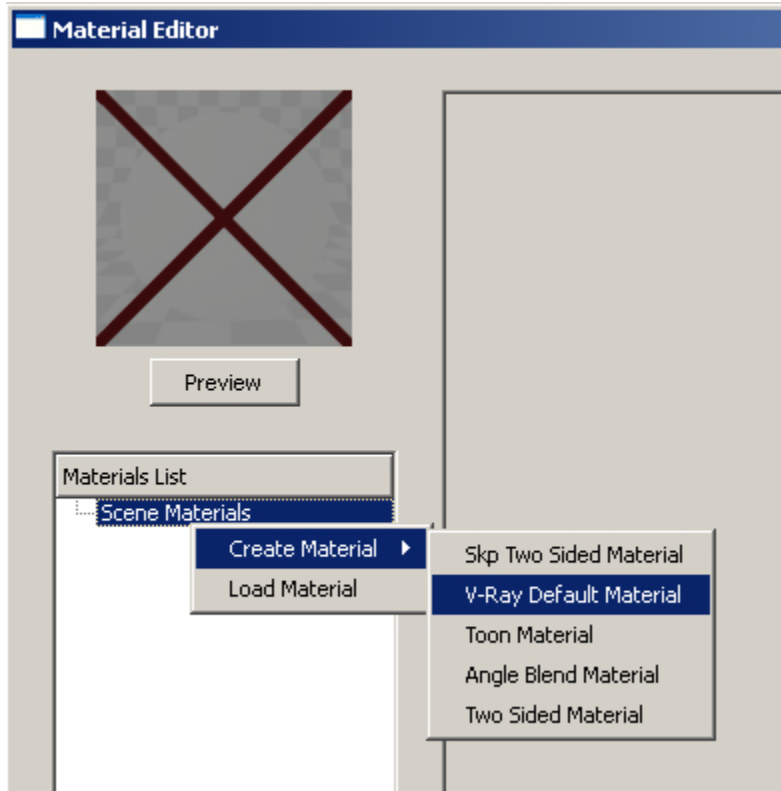 Material Editor
Preview
Materials List
Scene Materials
Create Material
Load Material
Skp Two Sided Material
V-Ray Default Material
Toon Material
Angle Blend Material
Two Sided Material